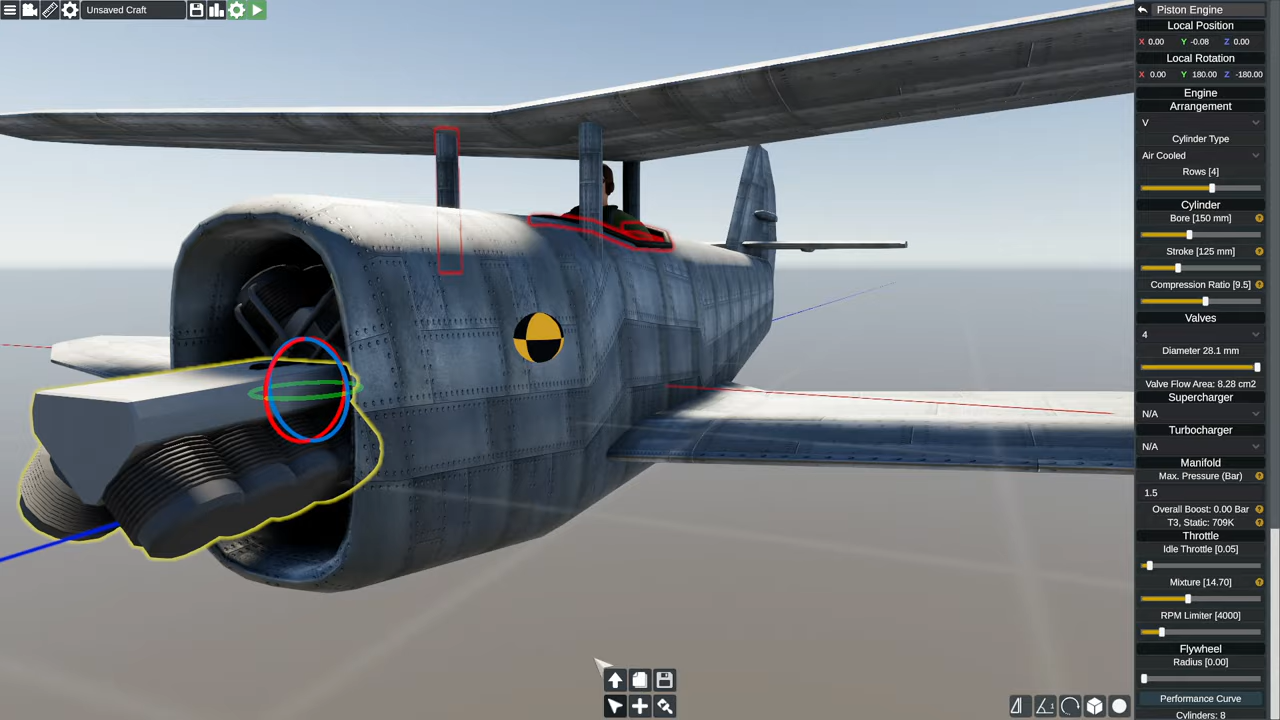 Unsaved Craft
Piston Engine
Local Position
X 0.00 Y -0.08 Z 0.00
Local Rotation
X 0.00 Y 180.00 Z -180.00
Engine
Arrangement
V
Cylinder Type
Air Cooled
Rows [4]
Cylinder
Bore [150 mm]
Stroke [125 mm]
Compression Ratio [9.5]
Valves
4
Diameter 28.1 mm
Valve Flow Area: 8.28 cm2
Supercharger
N/A
Turbocharger
N/A
Manifold
Max. Pressure (Bar)
1.5
Overall Boost: 0.00 Bar
T3, Static: 709K
Throttle
Idle Throttle [0.05]
Mixture [14.70]
RPM Limiter [4000]
Flywheel
Radius [0.00]
Performance Curve
Cylinders: 8